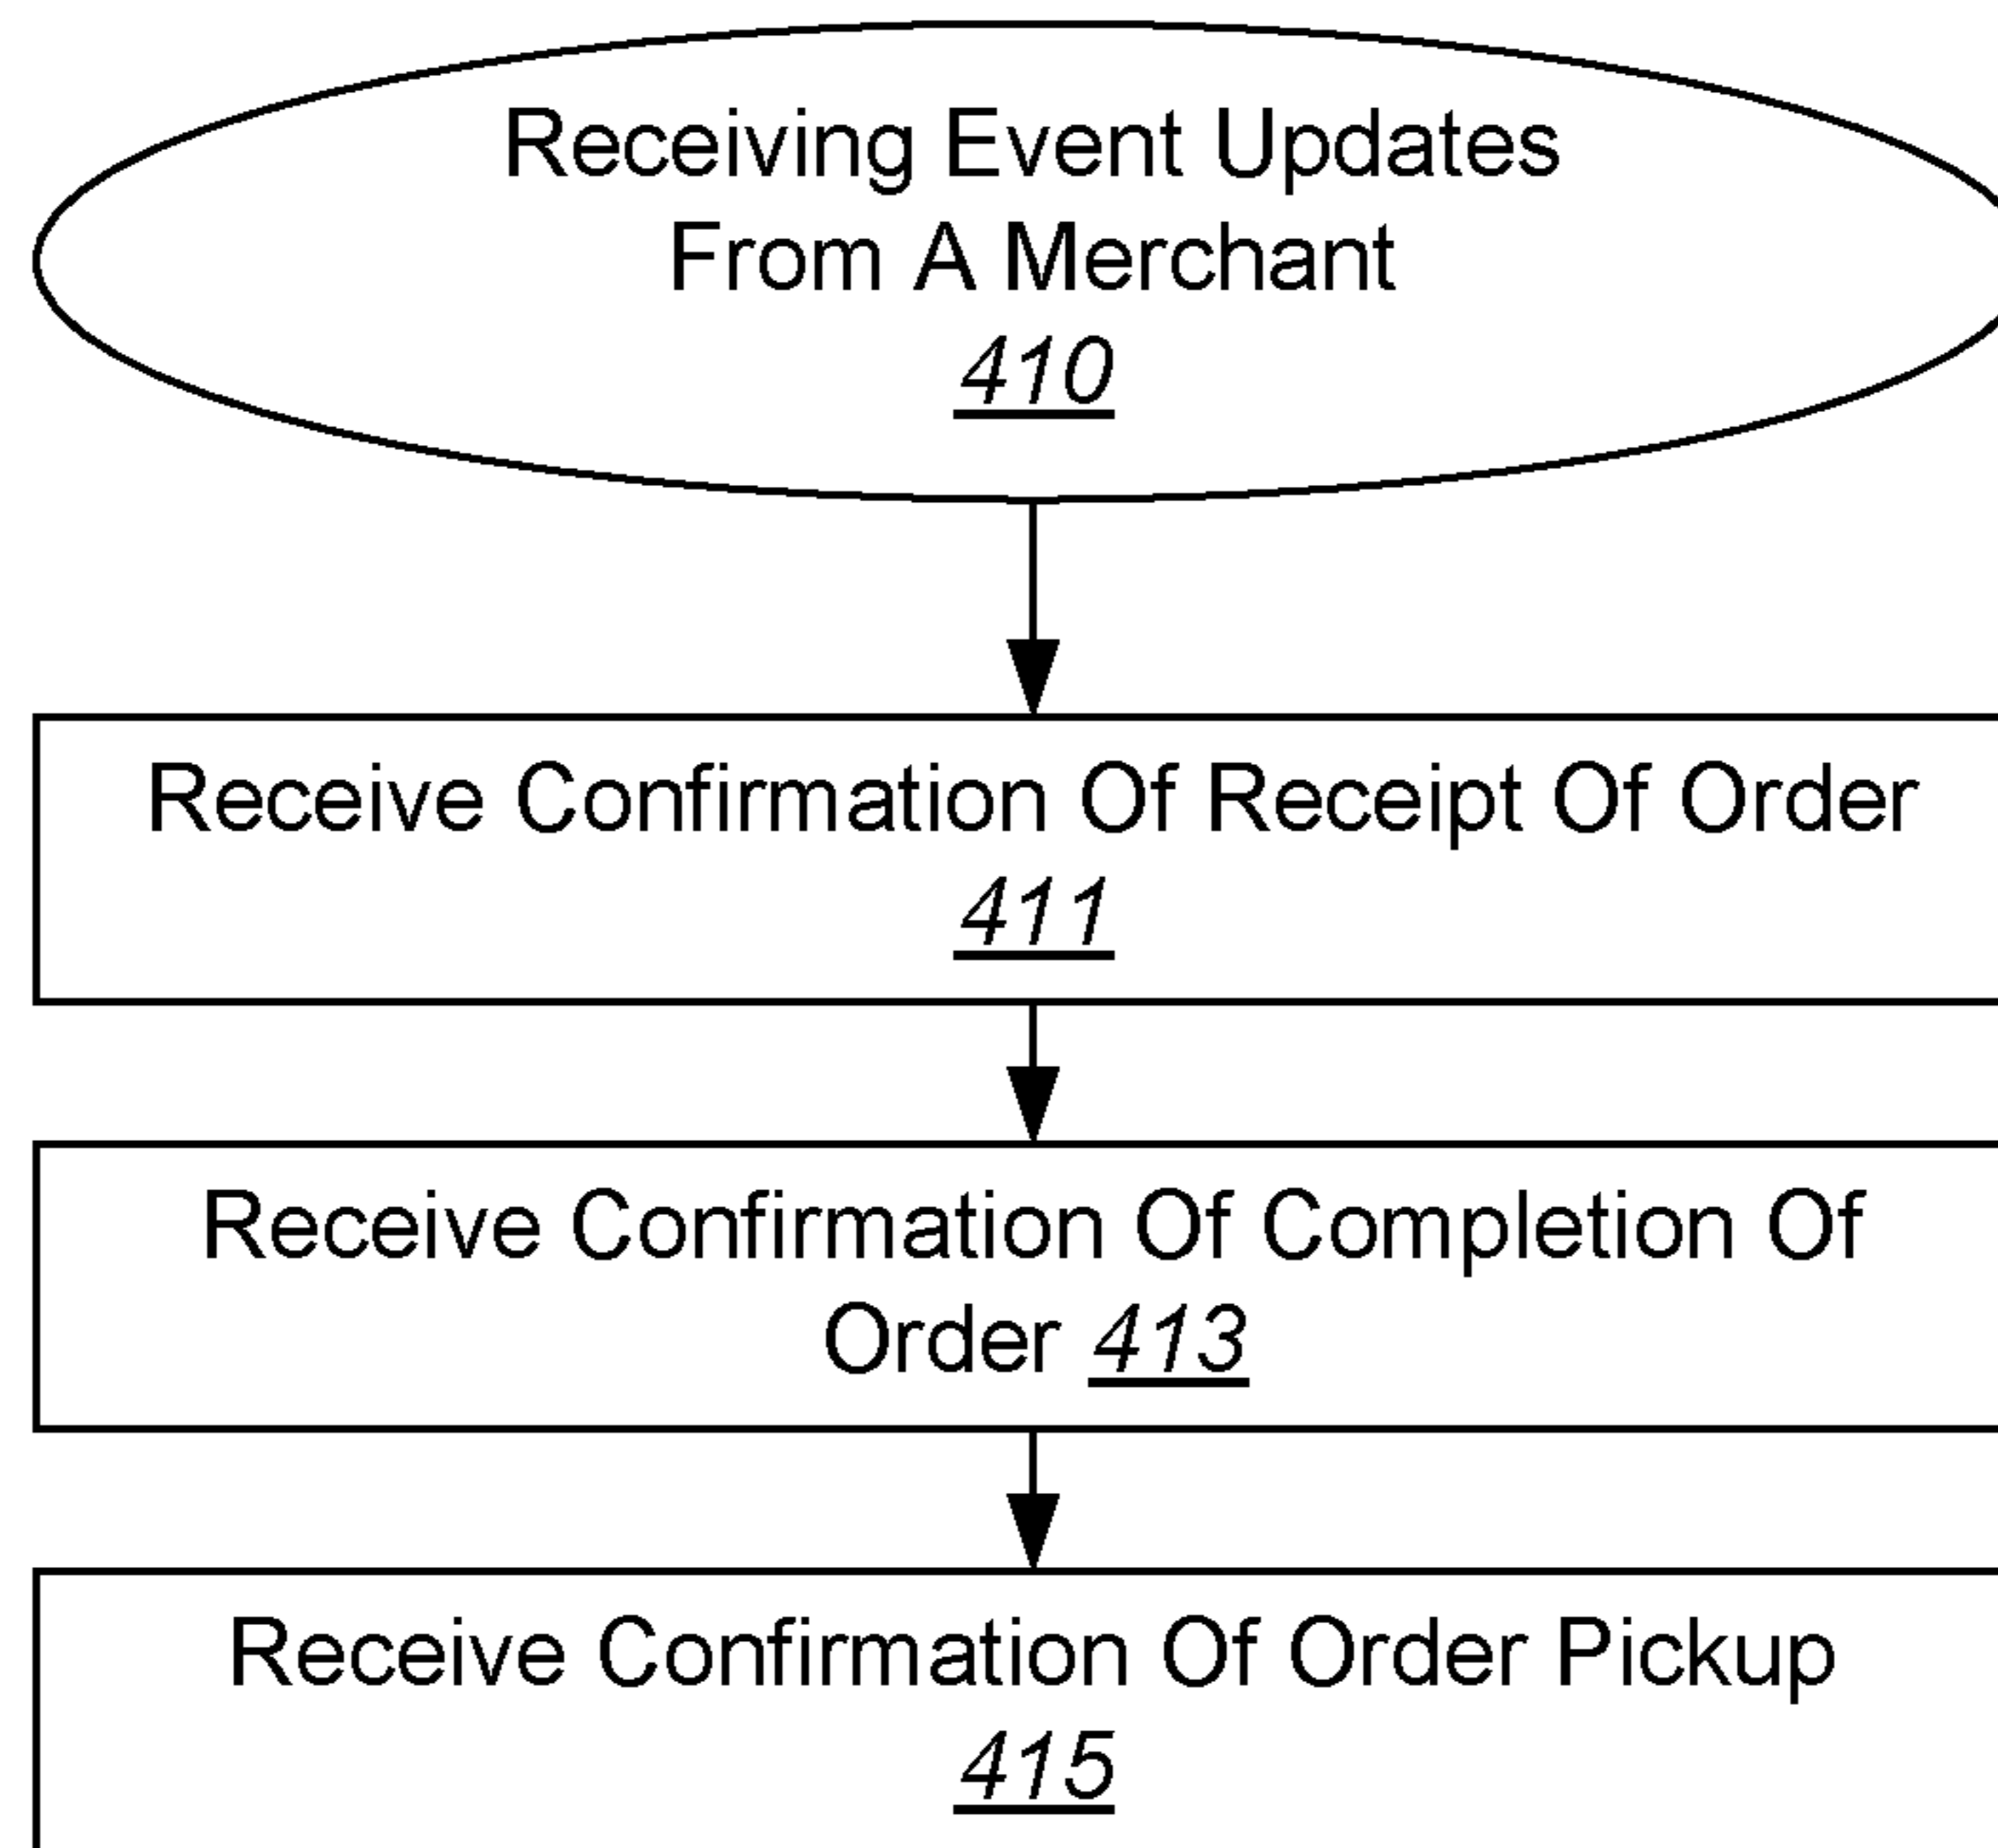 Receiving Event Updates
From A Merchant
410
Receive Confirmation Of Receipt Of Order
411
Receive Confirmation Of Completion Of
Order 413
Receive Confirmation Of Order Pickup
415